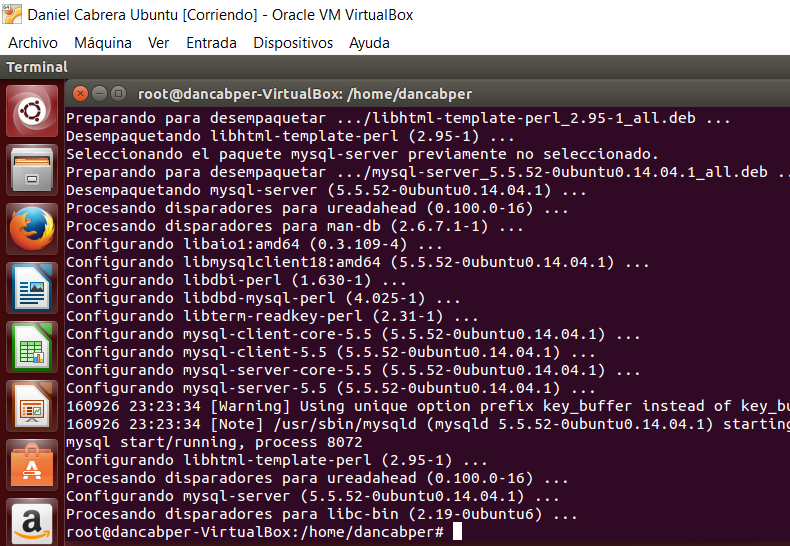 Daniel Cabrera Ubuntu [Corriendo] - Oracle VM VirtualBox
Archivo Máquina Ver Entrada Dispositivos Ayuda
Terminal
root@dancabper-VirtualBox: /home/dancabper
Preparando para desempaquetar .../libhtml-template-perl_2.95-1_all.deb ...
Desempaquetando libhtml-template-perl (2.95-1) ...
Seleccionando el paquete mysql-server previamente no seleccionado.
Preparando para desempaquetar .../mysql-server_5.5.52-0ubuntu0.14.04.1_all.deb ..
Desempaquetando mysql-server (5.5.52-0ubuntu0.14.04.1) ...
Procesando disparadores para ureadahead (0.100.0-16) ...
Procesando disparadores para man-db (2.6.7.1-1) ...
Configurando libaio1:amd64 (0.3.109-4) ...
Configurando libmysqlclient18:amd64 (5.5.52-0ubuntu0.14.04.1) ...
Configurando libdbi-perl (1.630-1) ...
Configurando libdbd-mysql-perl (4.025-1) ...
Configurando libterm-readkey-perl (2.31-1) ...
Configurando mysql-client-core-5.5 (5.5.52-0ubuntu0.14.04.1) ...
Configurando mysql-client-5.5 (5.5.52-0ubuntu0.14.04.1) ...
Configurando mysql-server-core-5.5 (5.5.52-0ubuntu0.14.04.1) ...
Configurando mysql-server-5.5 (5.5.52-0ubuntu0.14.04.1) ...
160926 23:23:34 [Warning] Using unique option prefix key_buffer instead of key_bu
160926 23:23:34 [Note] /usr/sbin/mysqld (mysqld 5.5.52-0ubuntu0.14.04.1) starting
mysql start/running, process 8072
Configurando libhtml-template-perl (2.95-1) ...
Procesando disparadores para ureadahead (0.100.0-16) ...
Configurando mysql-server (5.5.52-0ubuntu0.14.04.1) ...
Procesando disparadores para libc-bin (2.19-0ubuntu6) ...
root@dancabper-VirtualBox:/home/dancabper#